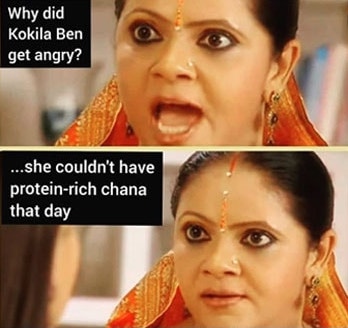 Why did
Kokila Ben
get angry?
...she couldn't have
protein-rich chana
that day